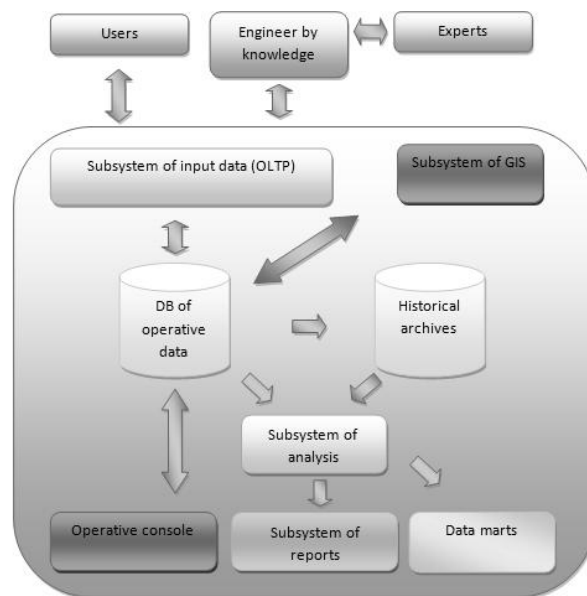 Users
Engineer by
knowledge
Experts
Subsystem of input data (OLTP)
Subsystem of GIS
DB of
operative
data
Historical
archives
Subsystem of
analysis
Operative console
Subsystem of
reports
Data marts